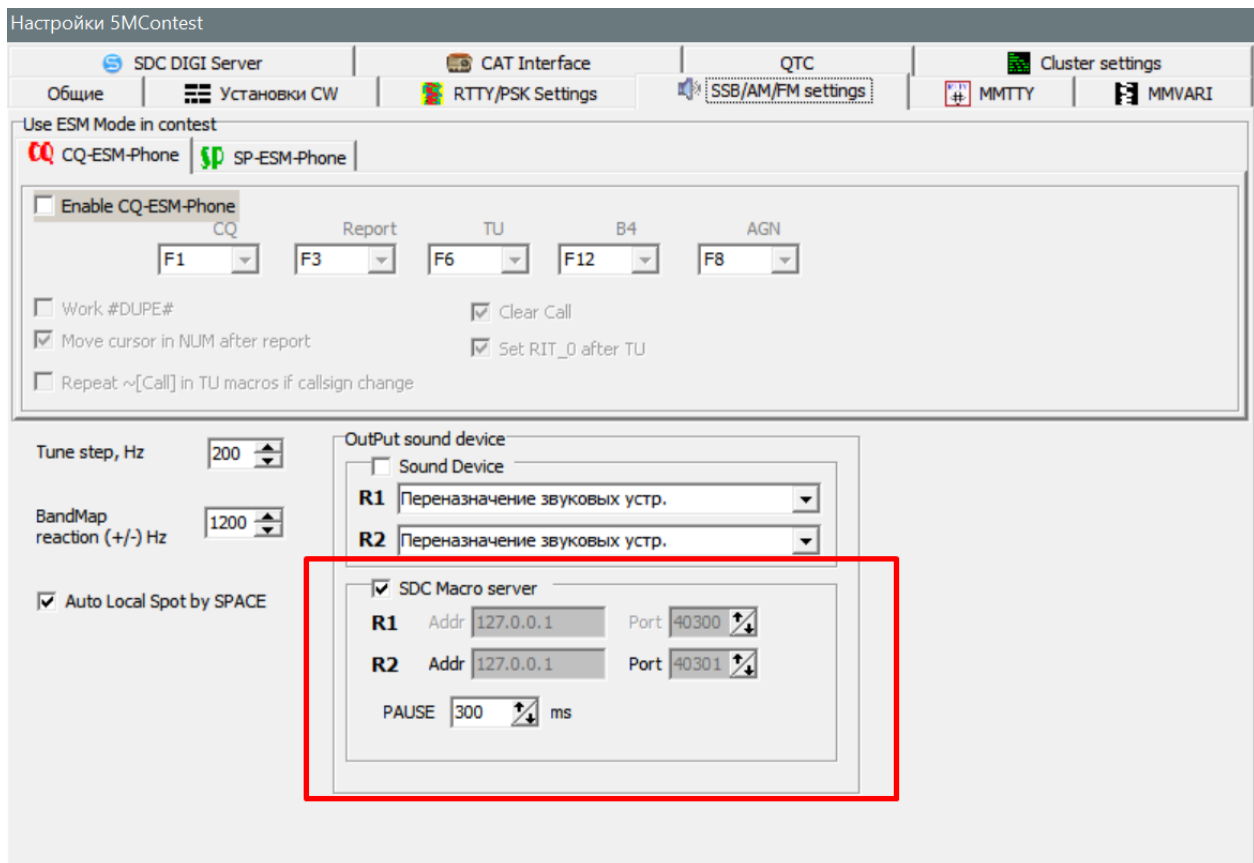 Настройки 5MContest
SDC DIGI Server CAT Interface QTC Cluster settings
Общие Установки CW RTTY/PSK Settings SSB/AM/FM settings MMTTY MMVARI
Use ESM Mode in contest
CQ CQ-ESM-Phone SP SP-ESM-Phone
Enable CQ-ESM-Phone
CQ Report TU B4 AGN
F1 F3 F6 F12 F8
Work #DUPE# Clear Call
Move cursor in NUM after report Set RIT_0 after TU
Repeat ~[Call] in TU macros if callsign change
OutPut sound device
Tune step, Hz 200 Sound Device
R1 Переназначение звуковых устр.
BandMap
reaction (+/-) Hz 1200 R2 Переназначение звуковых устр.
Auto Local Spot by SPACE SDC Macro server
R1 Addr 127.0.0.1 Port 40300
R2 Addr 127.0.0.1 Port 40301
PAUSE 300 ms